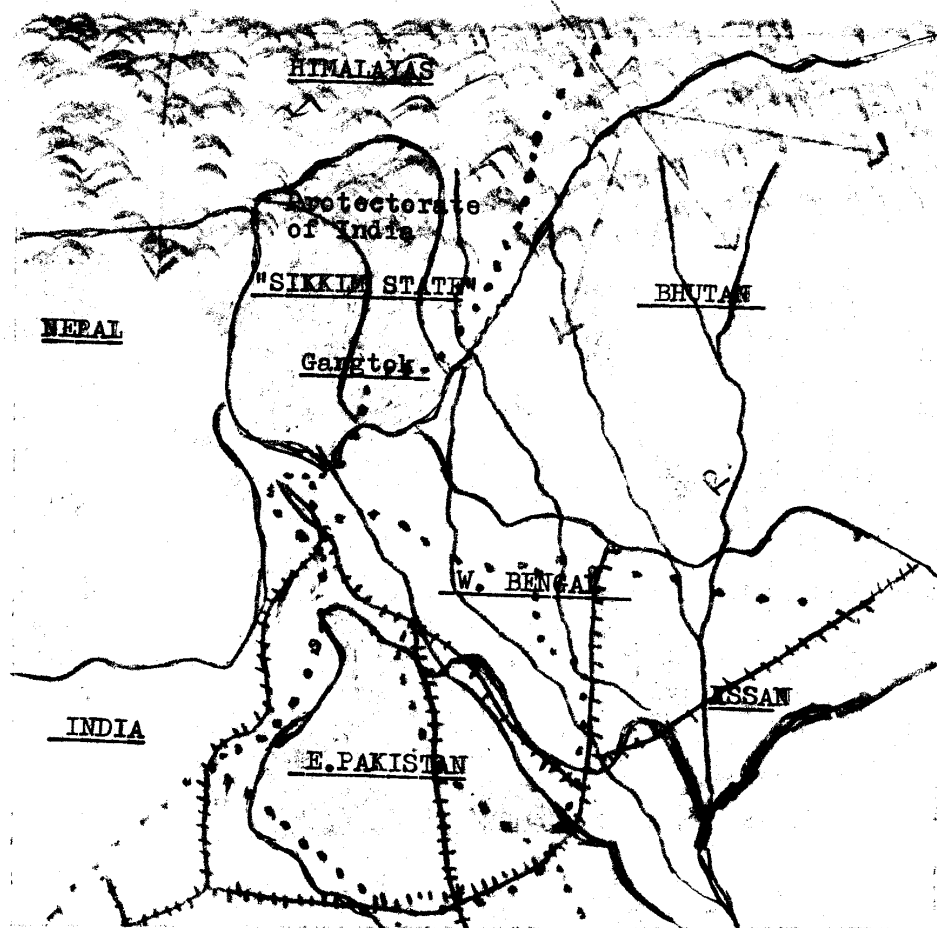 HIMALAYAS
Protectorate
of India
"SIKKIM STATE"
BHUTAN
NEPAL
Gangtok.
R.
W. BENGAL
ASSAN
INDIA
E.PAKISTAN